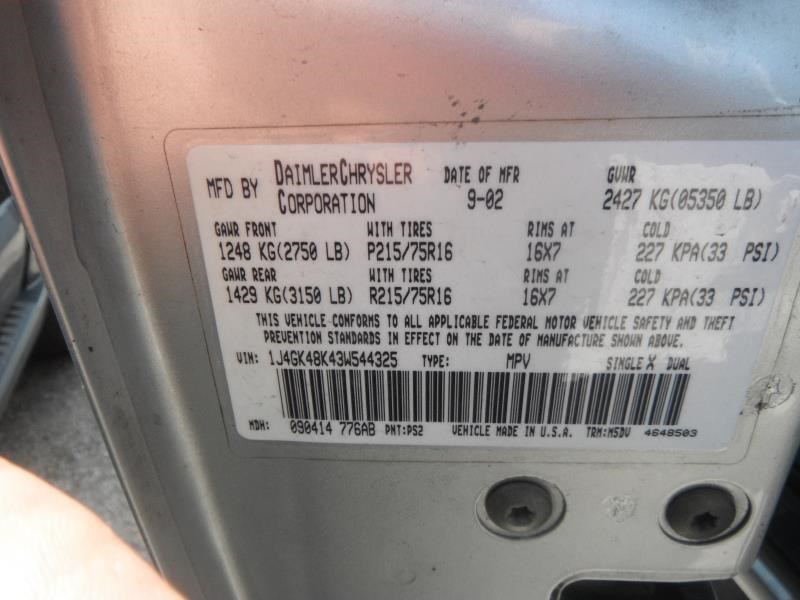 MFD BY DAIMLERCHRYSLER CORPORATION DATE OF MFR 9-02 GVWR 2427 KG(05350 LB)
GAWR FRONT WITH TIRES RIMS AT COLD
1248 KG(2750 LB) P215/75R16 16X7 227 KPA(33 PSI)
GAWR REAR WITH TIRES RIMS AT COLD
1429 KG(3150 LB) R215/75R16 16X7 227 KPA(33 PSI)
THIS VEHICLE CONFORMS TO ALL APPLICABLE FEDERAL MOTOR VEHICLE SAFETY AND THEFT
PREVENTION STANDARDS IN EFFECT ON THE DATE OF MANUFACTURE SHOWN ABOVE.
VIN: 1J4GK48K43W544325 TYPE: MPV SINGLE X DUAL
MDH: 090414 776AB PNT:PS2 VEHICLE MADE IN U.S.A. TRM:M5DV 4648503